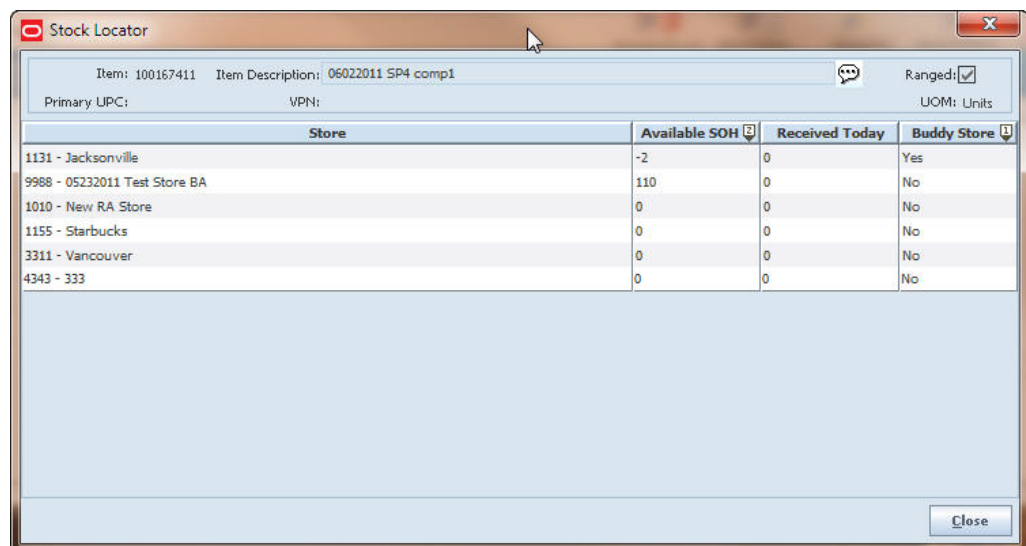 Stock Locator
Item: 100167411 Item Description: 06022011 SP4 comp1 Ranged:
Primary UPC: VPN: UOM: Units
Store Available SOH 2 Received Today Buddy Store 1
1131 - Jacksonville -2 0 Yes
9988 - 05232011 Test Store BA 110 0 No
1010 - New RA Store 0 0 No
1155 - Starbucks 0 0 No
3311 - Vancouver 0 0 No
4343 - 333 0 0 No
Close